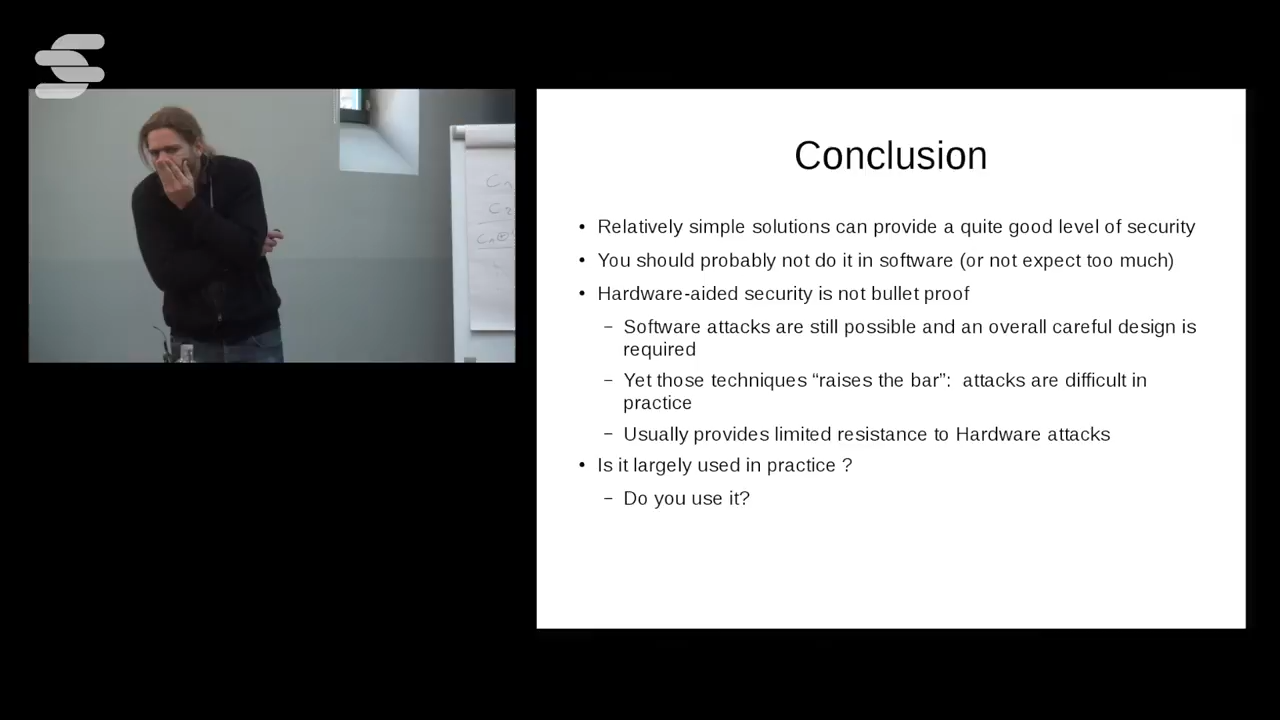 Conclusion
• Relatively simple solutions can provide a quite good level of security
• You should probably not do it in software (or not expect too much)
• Hardware-aided security is not bullet proof
– Software attacks are still possible and an overall careful design is
required
– Yet those techniques “raises the bar”:  attacks are difficult in
practice
– Usually provides limited resistance to Hardware attacks
• Is it largely used in practice ?
– Do you use it?